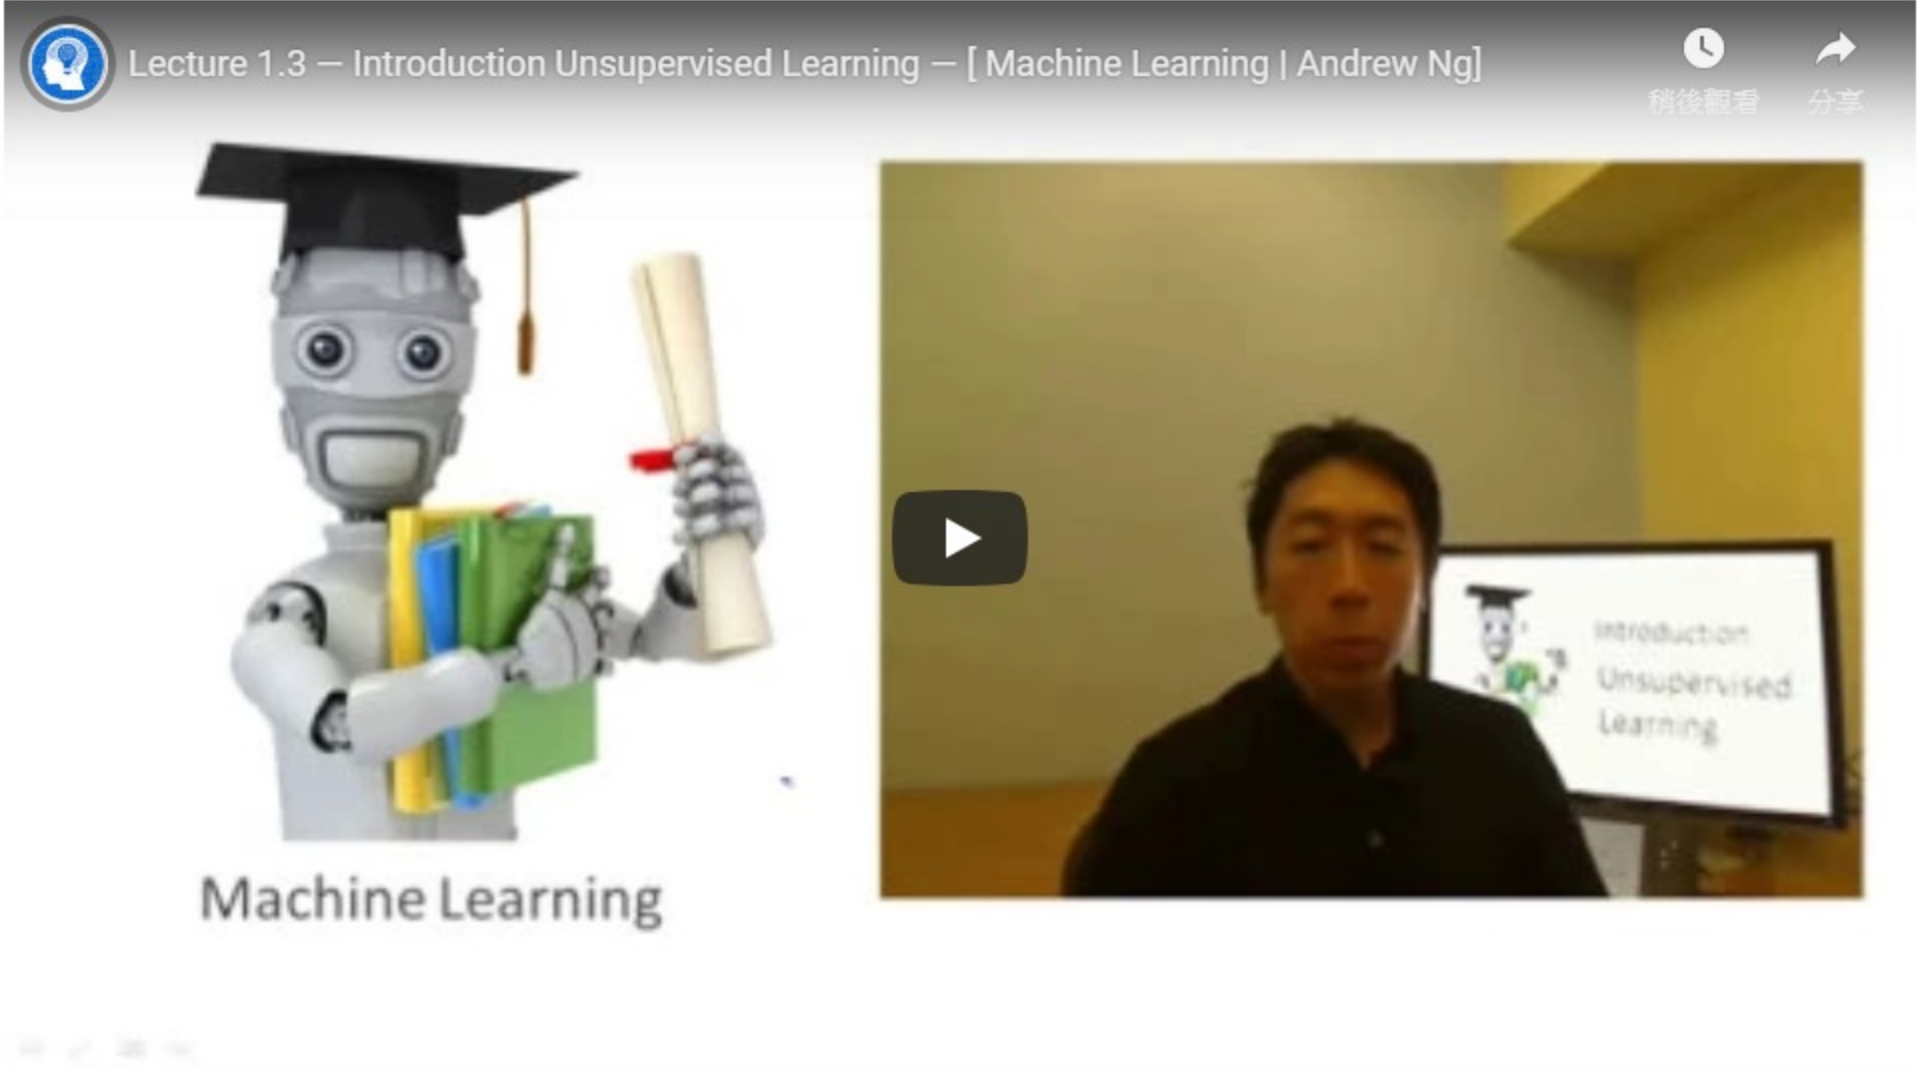 Lecture 1.3 — Introduction Unsupervised Learning — [ Machine Learning | Andrew Ng]
稍後觀看
分享
Introduction
Unsupervised
Learning
Machine Learning